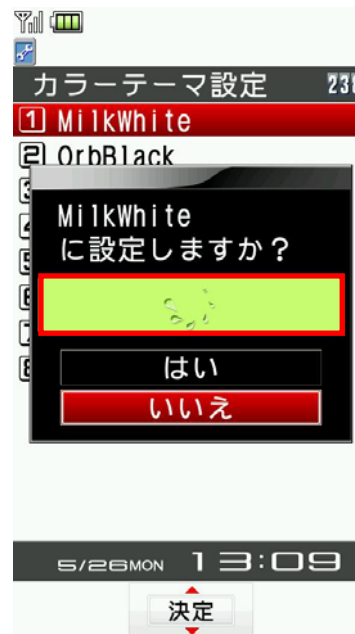 カラーテーマ設定 238
1 MilkWhite
2 OrbBlack
MilkWhite
に設定しますか?
はい
いいえ
5/26MON 13:09
決定